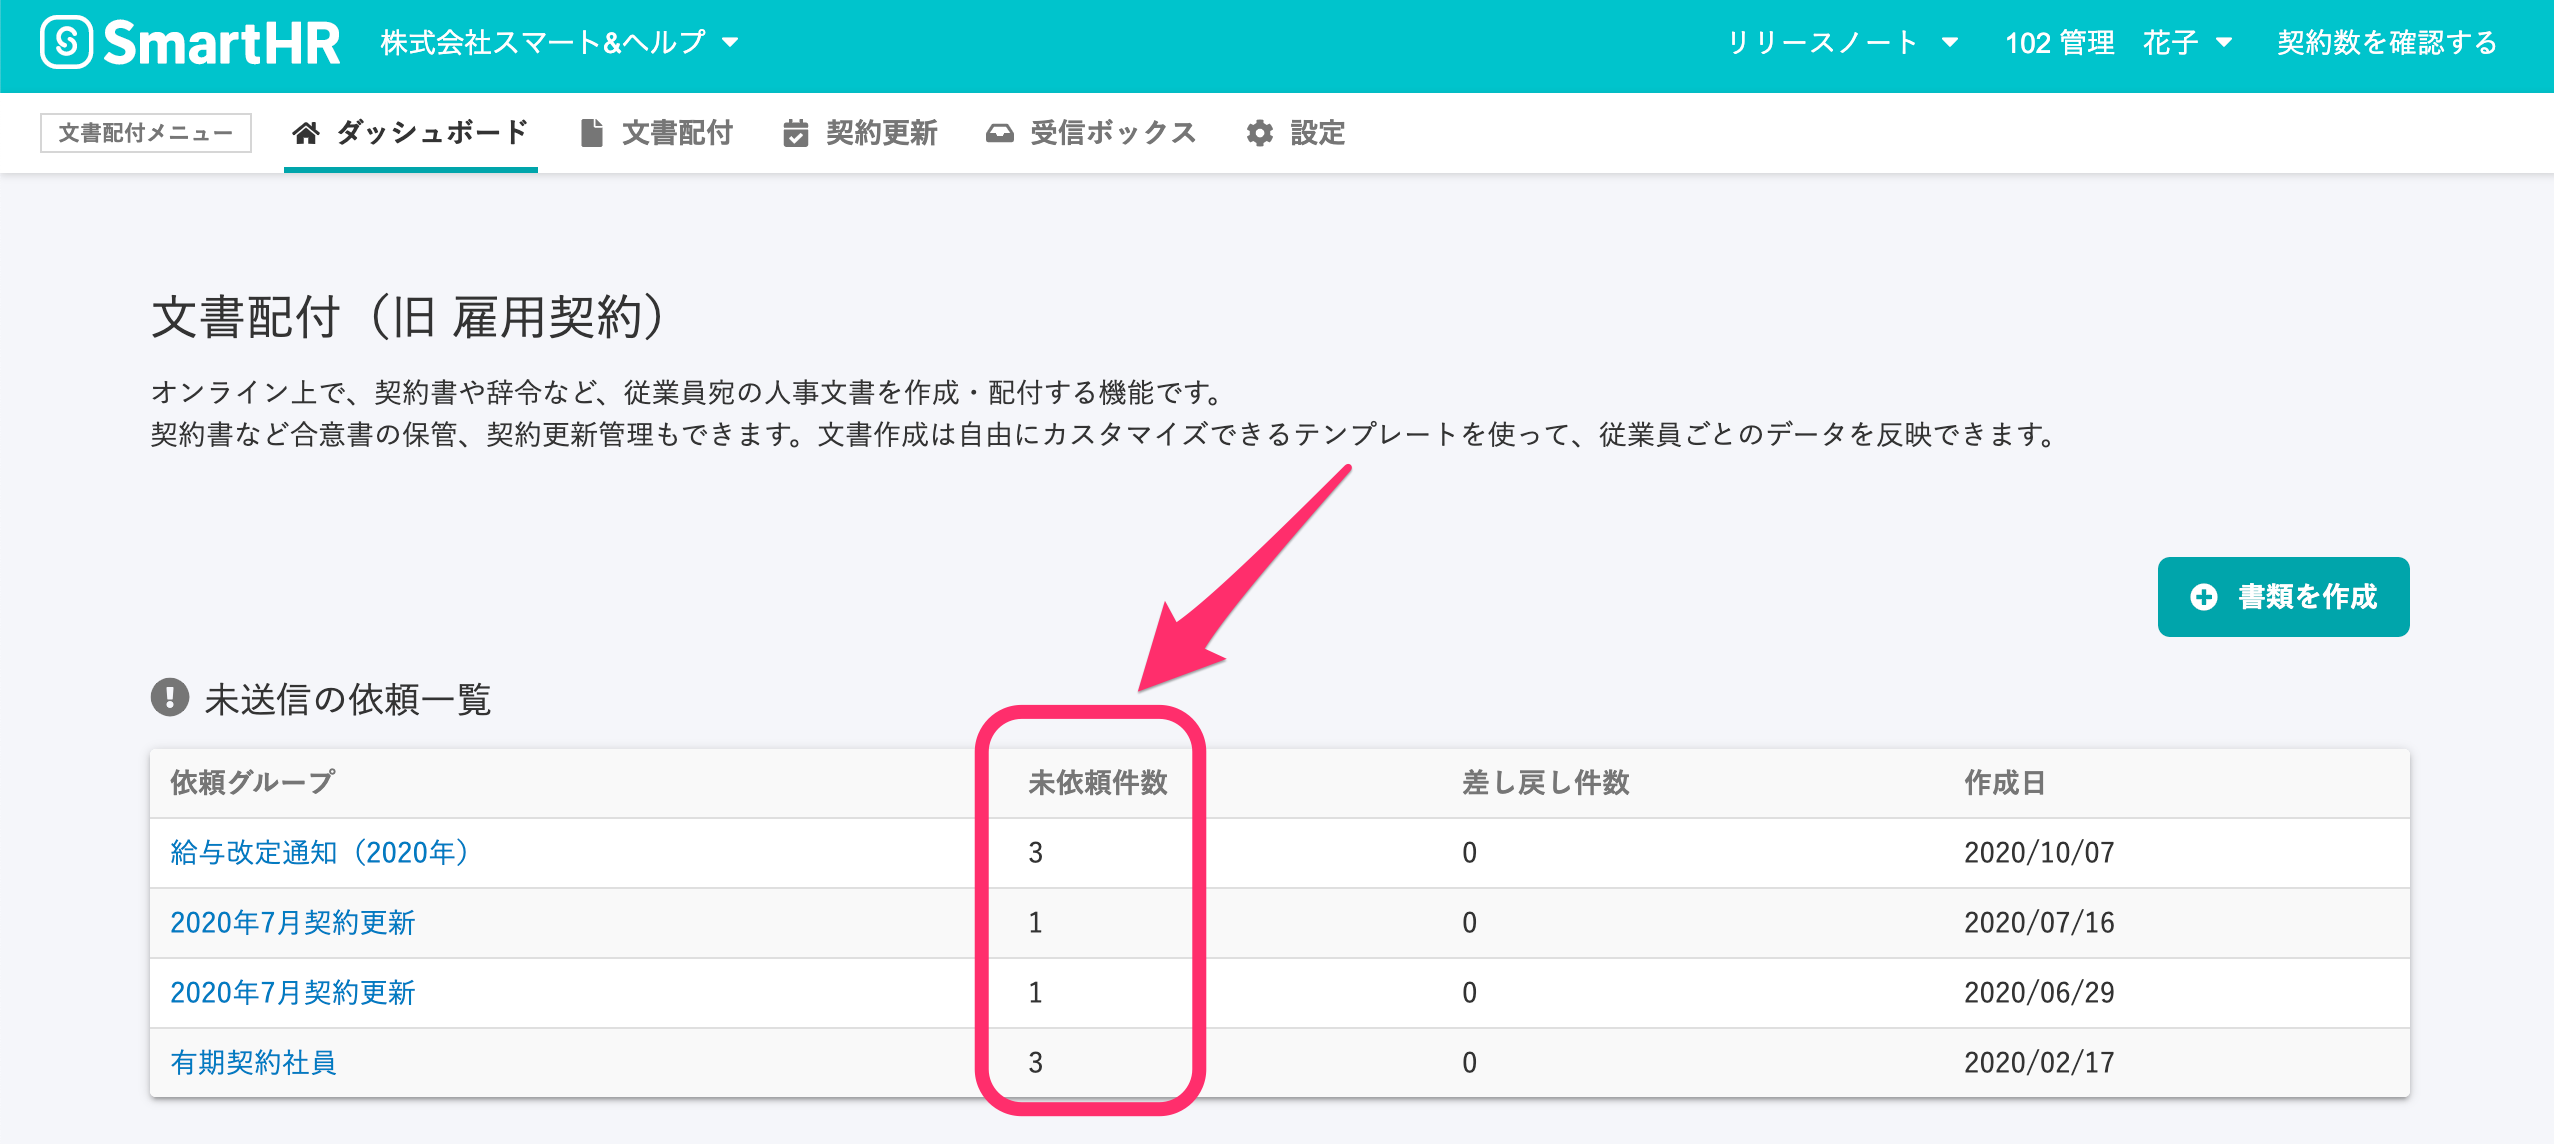 SmartHR 株式会社スマート&ヘルプ リリースノート 102 管理 花子 契約数を確認する
文書配付メニュー ダッシュボード 文書配付 契約更新 受信ボックス 設定
文書配付（旧 雇用契約）
オンライン上で、契約書や辞令など、従業員宛の人事文書を作成・配付する機能です。
契約書など合意書の保管、契約更新管理もできます。文書作成は自由にカスタマイズできるテンプレートを使って、従業員ごとのデータを反映できます。
書類を作成
未送信の依頼一覧
依頼グループ 未依頼件数 差し戻し件数 作成日
給与改定通知（2020年） 3 0 2020/10/07
2020年7月契約更新 1 0 2020/07/16
2020年7月契約更新 1 0 2020/06/29
有期契約社員 3 0 2020/02/17